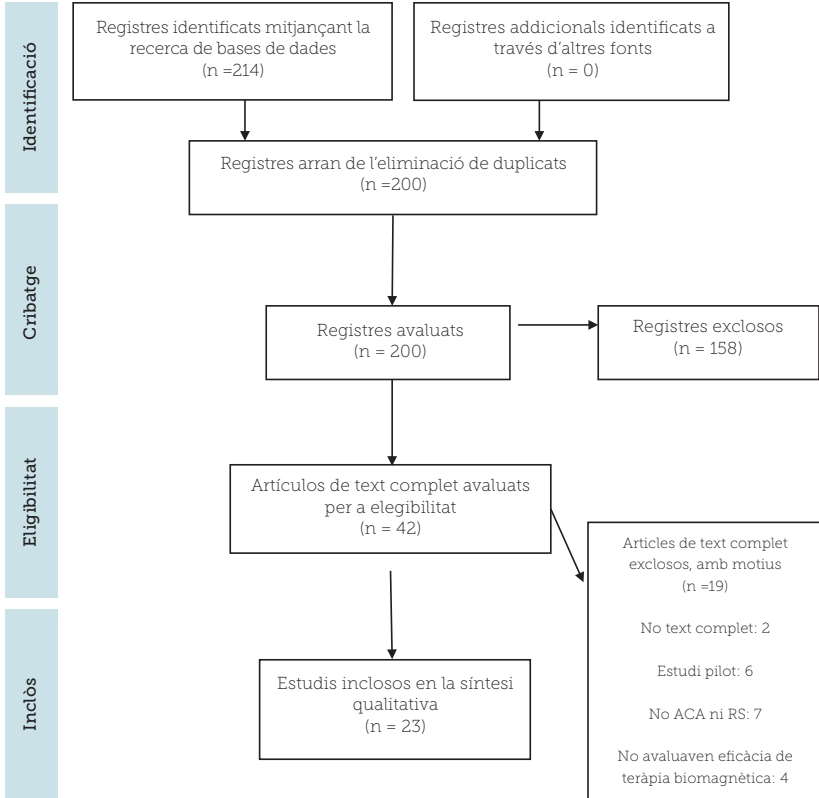 Identificació
Registres identificats mitjançant la
recerca de bases de dades
(n =214)
Registres addicionals identificats a
través d’altres fonts
(n = 0)
Registres arran de l’eliminació de duplicats
(n =200)
Cribatge
Registres avaluats
(n = 200)
Registres exclosos
(n = 158)
Eligibilitat
Artículos de text complet avaluats
per a elegibilitat
(n = 42)
Articles de text complet
exclosos, amb motius
(n =19)
No text complet: 2
Estudi pilot: 6
No ACA ni RS: 7
No avaluaven eficàcia de
teràpia biomagnètica: 4
Inclòs
Estudis inclosos en la síntesi
qualitativa
(n = 23)